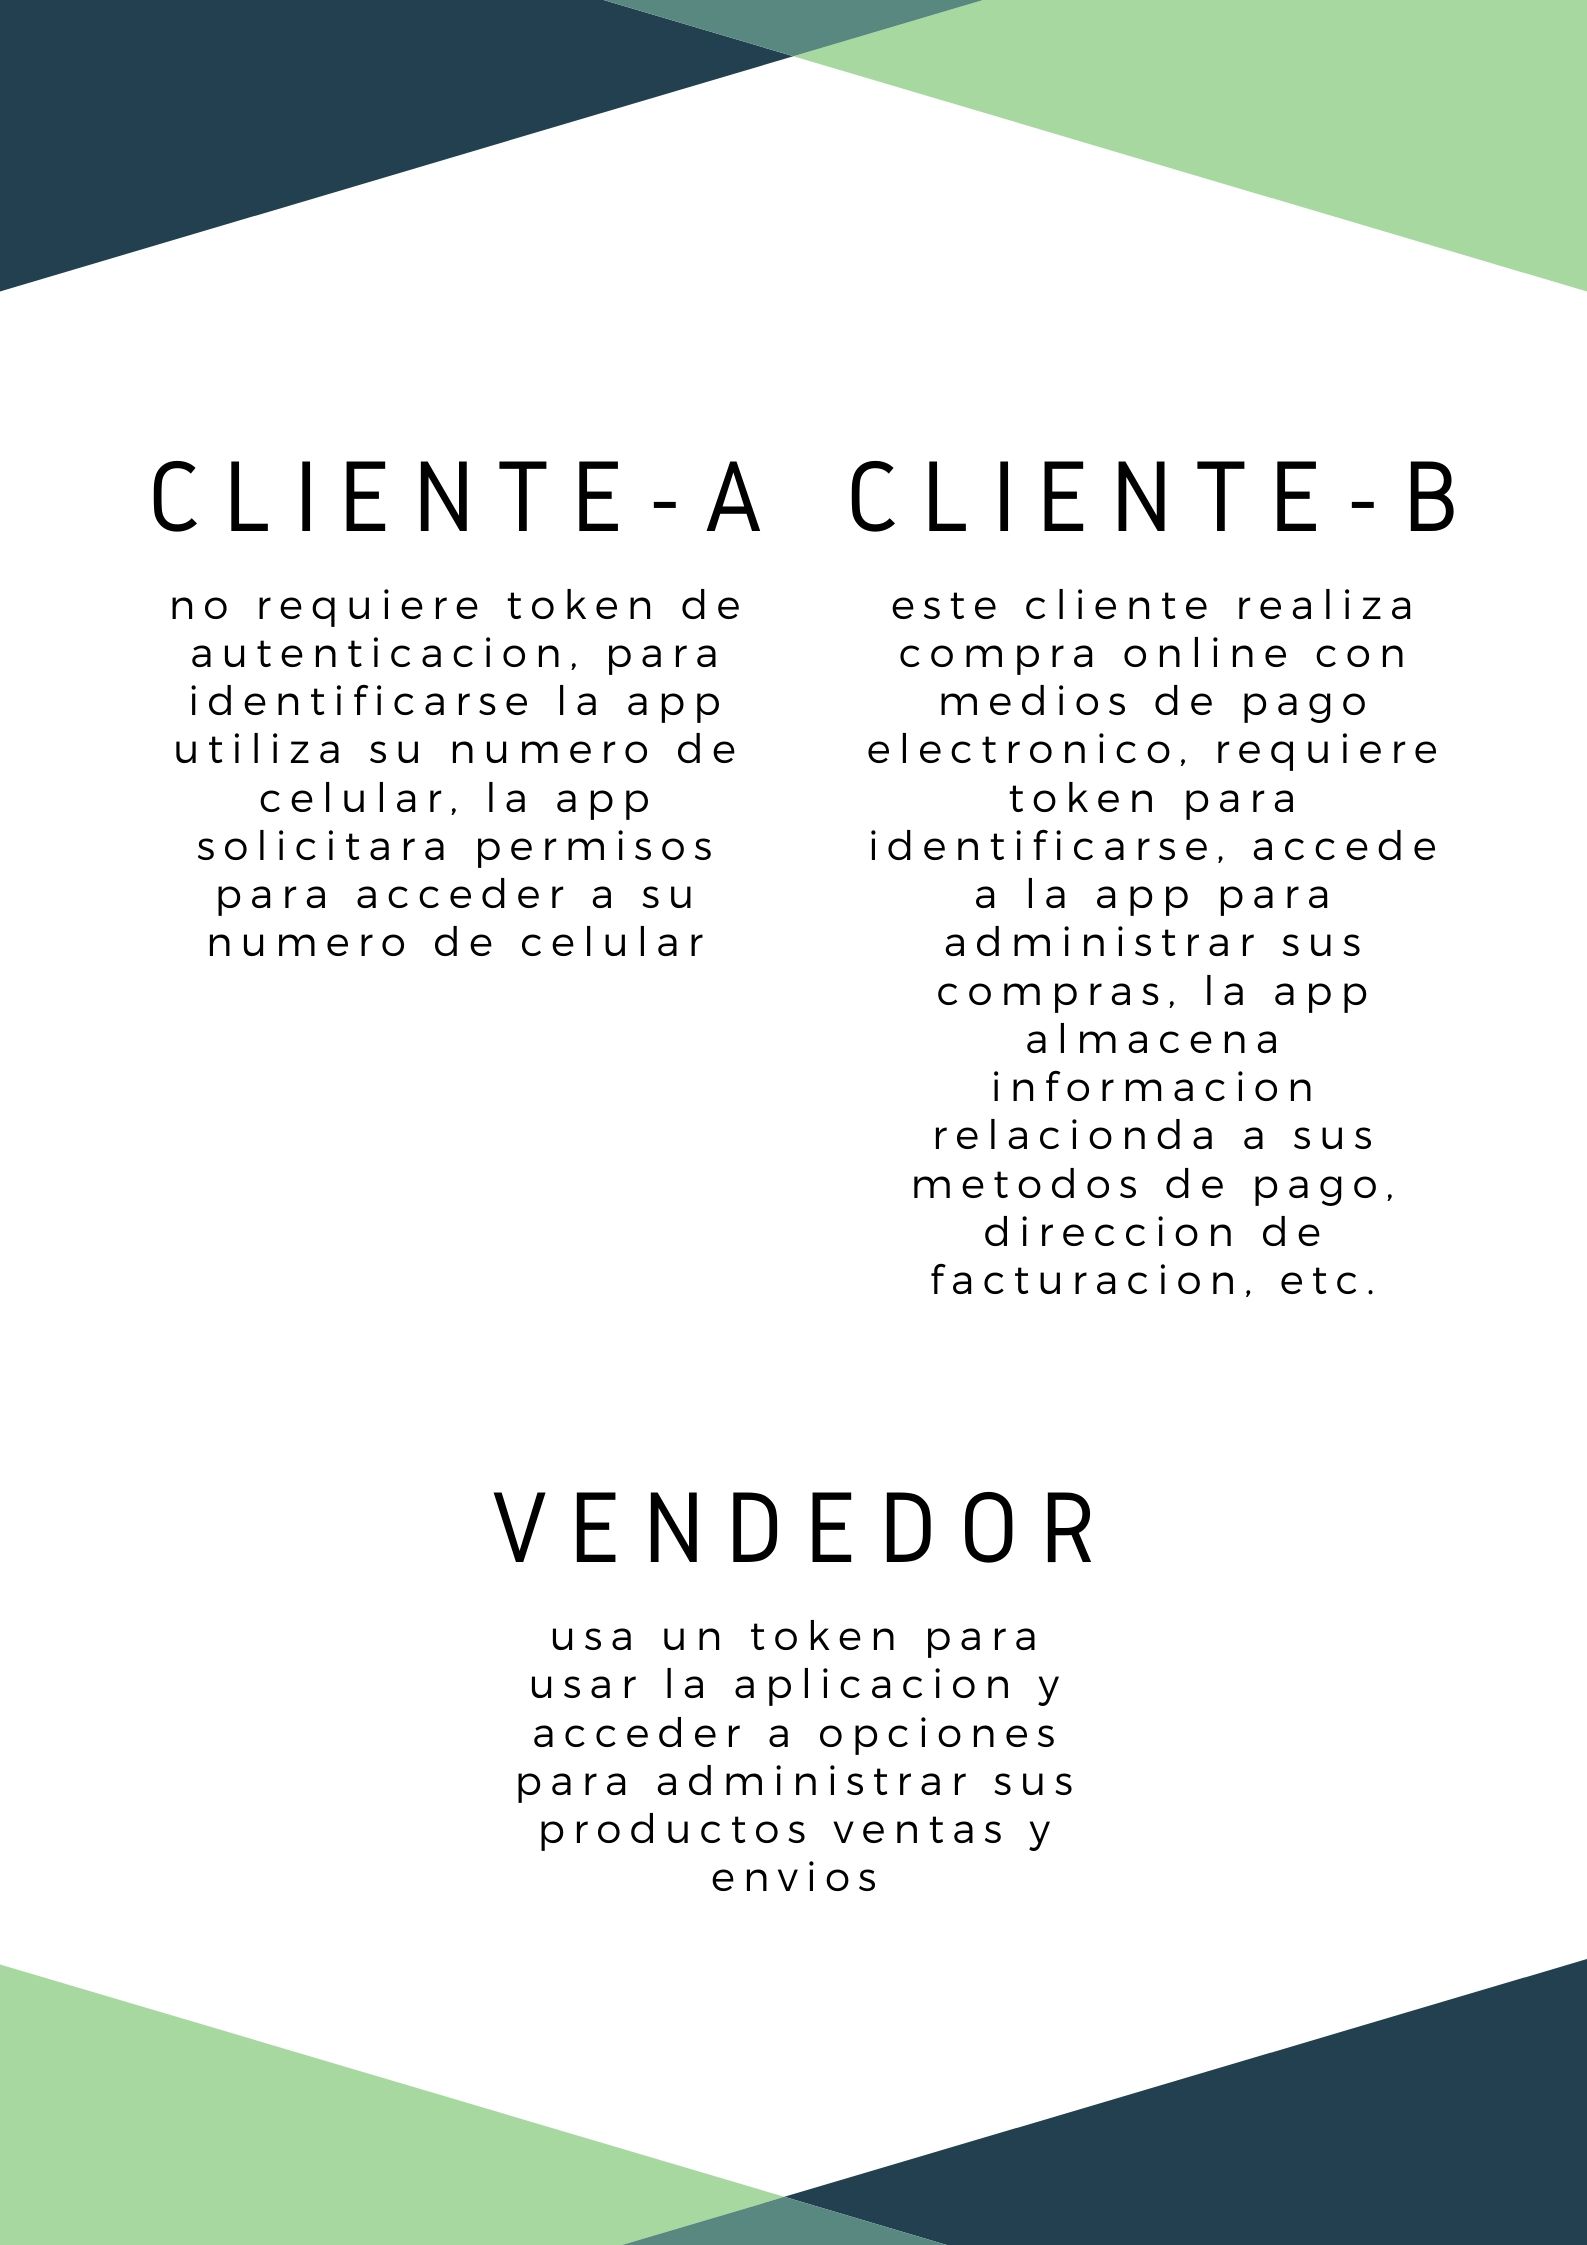 CLIENTE-A
no requiere token de
autenticacion, para
identificarse la app
utiliza su numero de
celular, la app
solicitara permisos
para acceder a su
numero de celular
CLIENTE-B
este cliente realiza
compra online con
medios de pago
electronico, requiere
token para
identificarse, accede
a la app para
administrar sus
compras, la app
almacena
informacion
relacionda a sus
metodos de pago,
direccion de
facturacion, etc.
VENDEDOR
usa un token para
usar la aplicacion y
acceder a opciones
para administrar sus
productos ventas y
envios